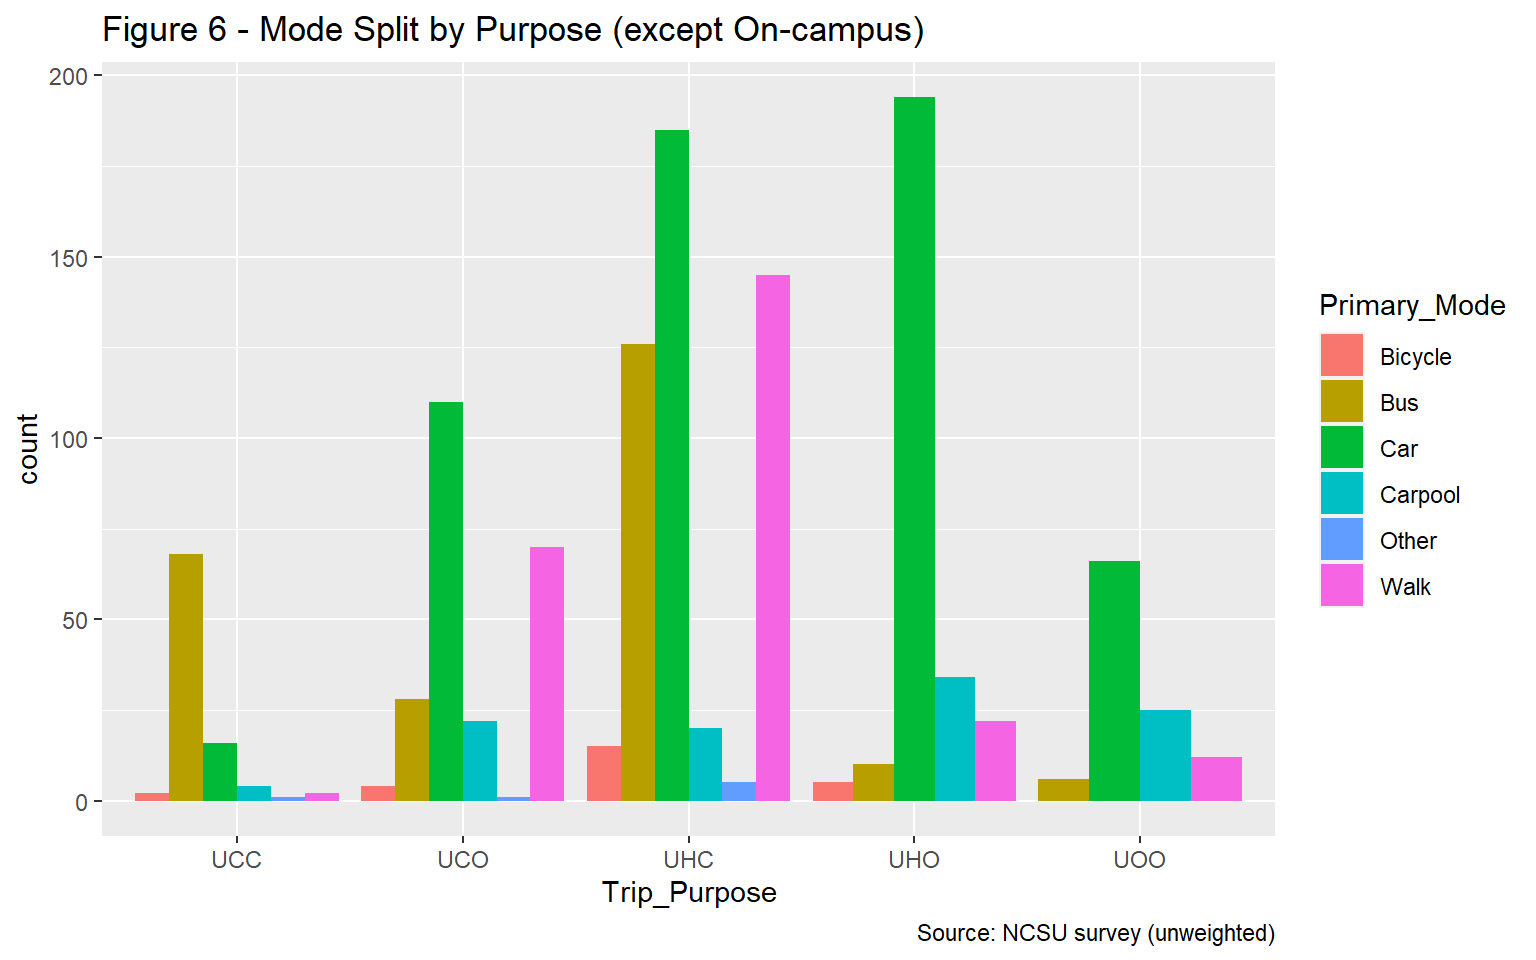 Figure 6 - Mode Split by Purpose (except On-campus)
200
150
100
50
0
count
UCC UCO UHC UHO UOO
Trip_Purpose
Primary_Mode
Bicycle
Bus
Car
Carpool
Other
Walk
Source: NCSU survey (unweighted)